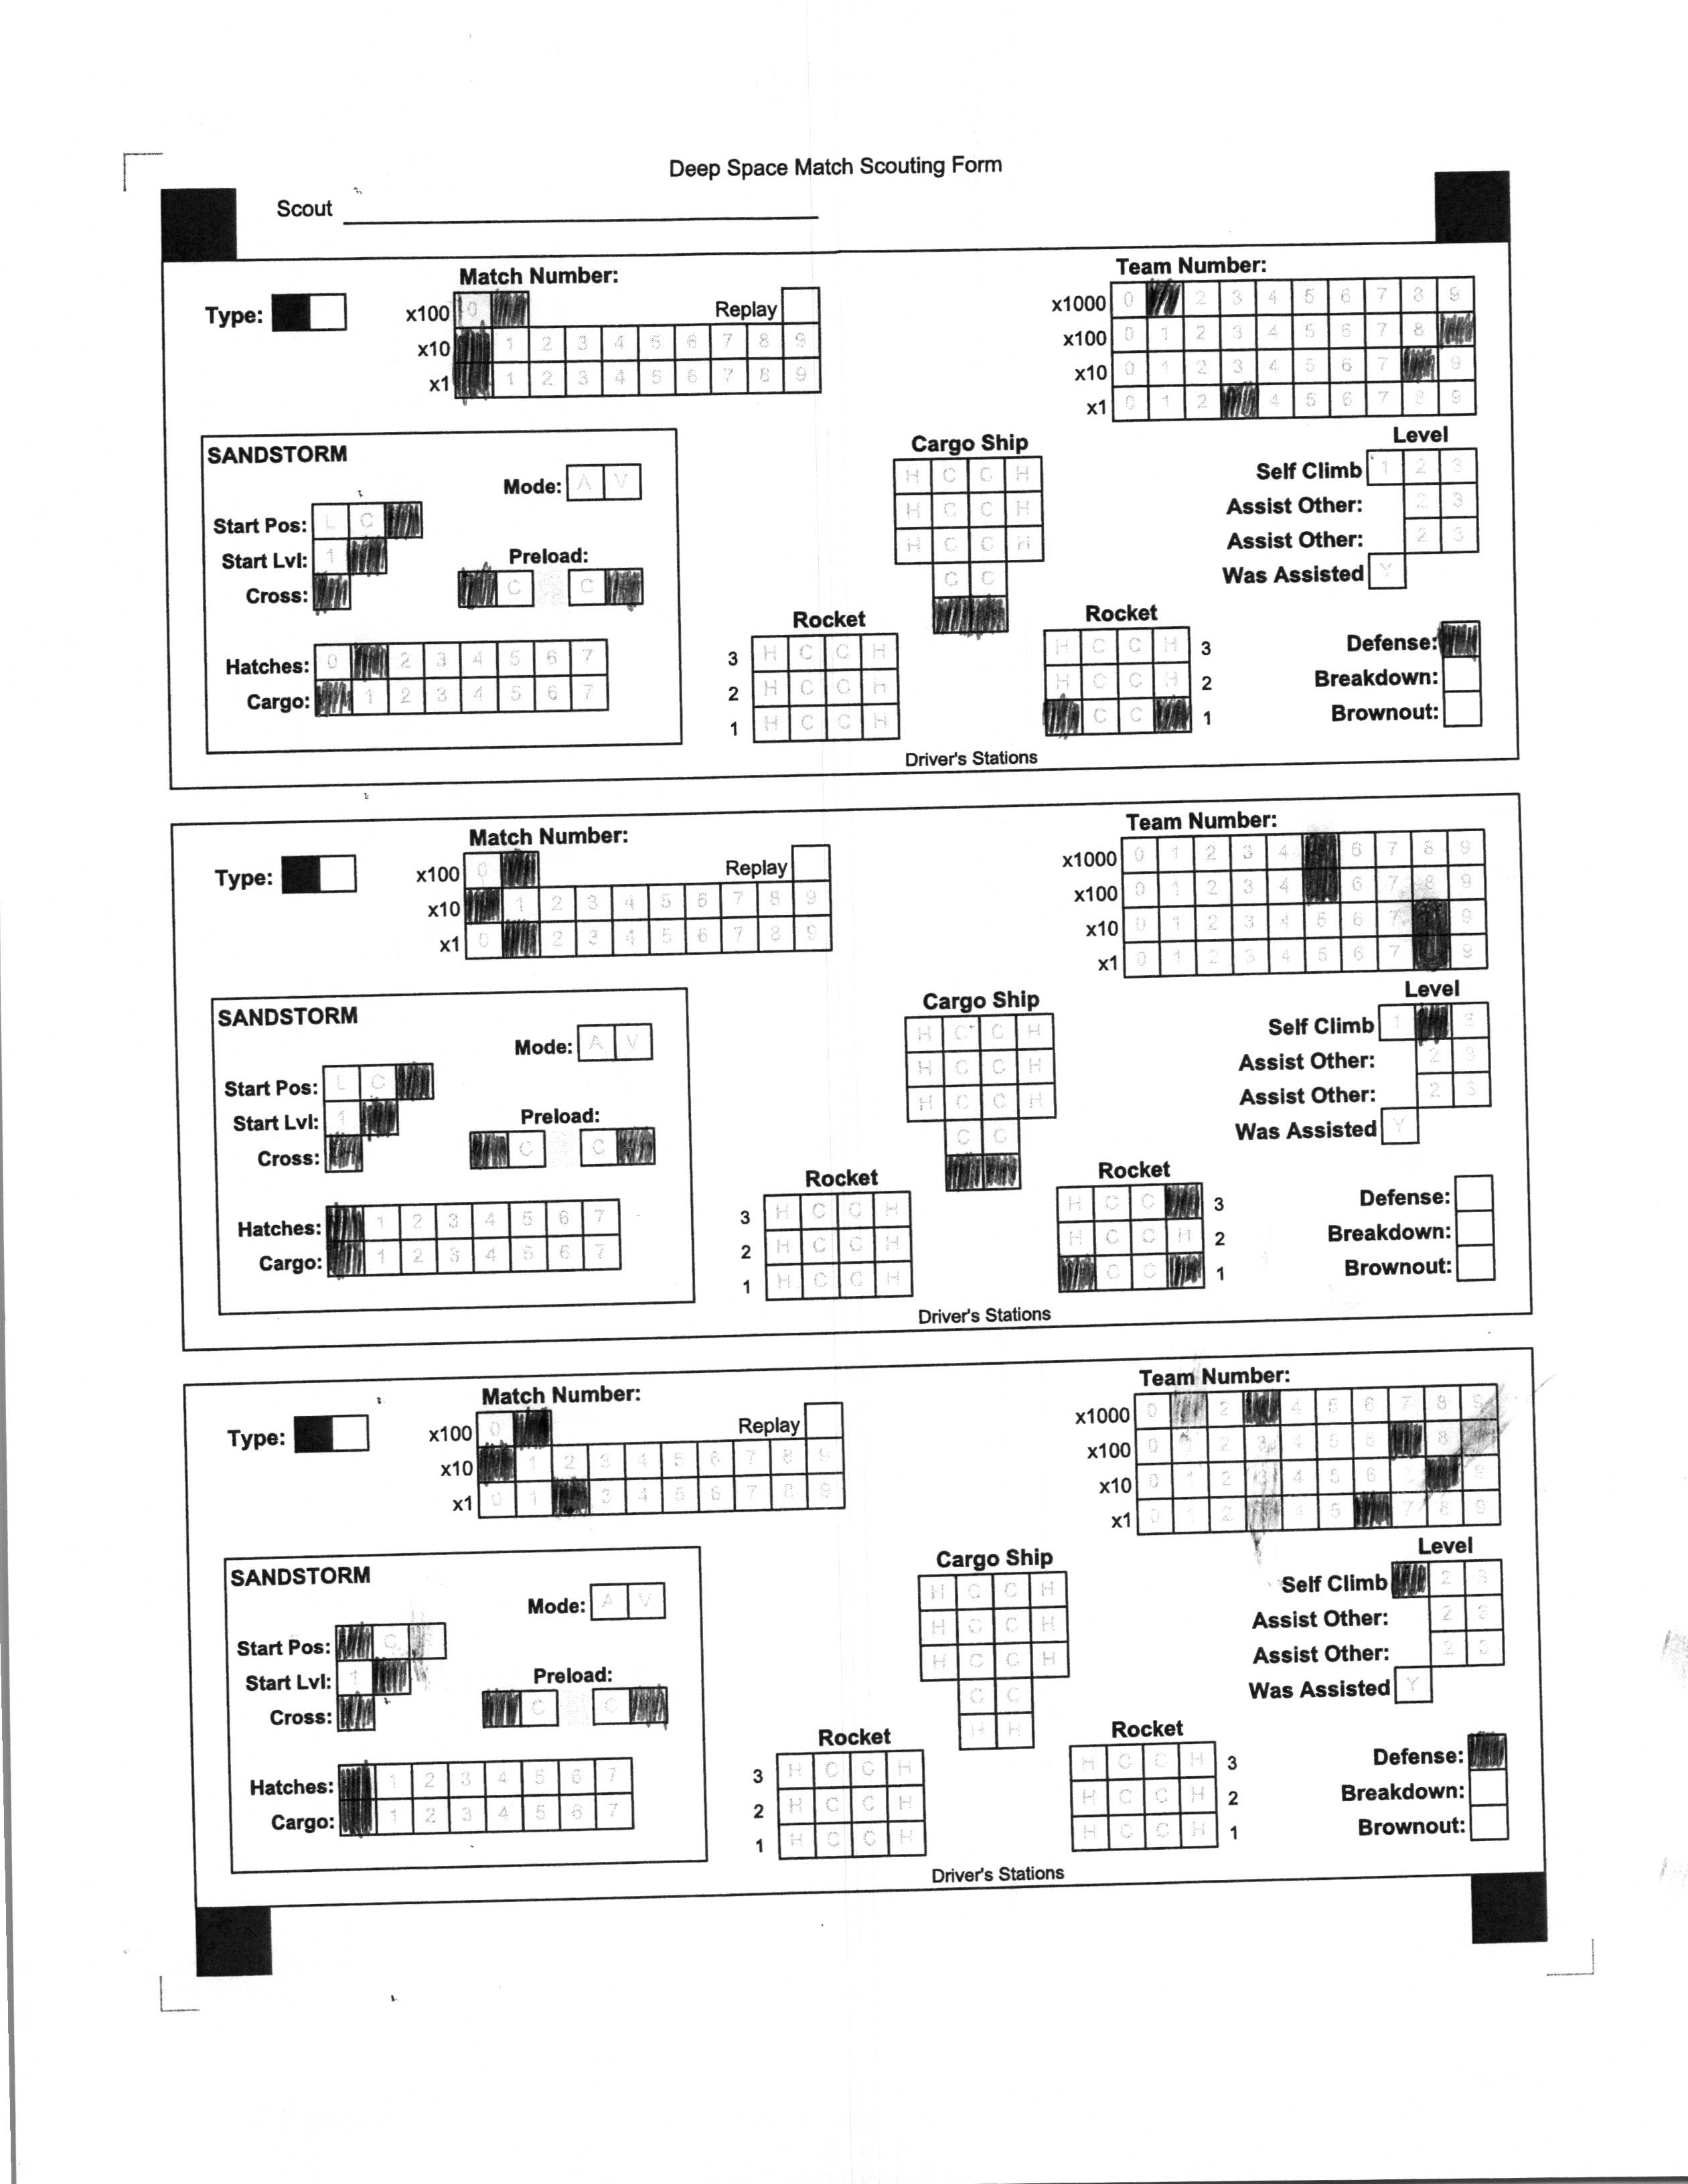 Deep Space Match Scouting Form
Scout
Match Number:
Team Number:
Type:
x100 0
Replay
x10 1 2 3 4 5 6 7 8 9
x1 1 2 3 4 5 6 7 8 9
x1000 0 2 3 4 5 6 7 8 9
x100 0 1 2 3 4 5 6 7 8
x10 0 1 2 3 4 5 6 7 9
x1 0 1 2 4 5 6 7 8 9
SANDSTORM
Mode: A V
Start Pos: L C
Start Lvl: 1
Preload:
Cross:
C C
Hatches: 0 2 3 4 5 6 7
Cargo: 1 2 3 4 5 6 7
Cargo Ship
H C C H
H C C H
H C C H
C C
Rocket
3 H C C H
2 H C C H
1 H C C H
Rocket
H C C H 3
H C C H 2
C C 1
Driver's Stations
Level
Self Climb 1 2 3
Assist Other: 2 3
Assist Other: 2 3
Was Assisted Y
Defense:
Breakdown:
Brownout:
Match Number:
Team Number:
Type:
x100 0
Replay
x10 1 2 3 4 5 6 7 8 9
x1 0 2 3 4 5 6 7 8 9
x1000 0 1 2 3 4 6 7 8 9
x100 0 1 2 3 4 6 7 8 9
x10 0 1 2 3 4 5 6 7 9
x1 0 1 2 3 4 5 6 7 9
SANDSTORM
Mode: A V
Start Pos: L C
Start Lvl: 1
Preload:
Cross:
C C
Hatches: 1 2 3 4 5 6 7
Cargo: 1 2 3 4 5 6 7
Cargo Ship
H C C H
H C C H
H C C H
C C
Rocket
3 H C C H
2 H C C H
1 H C C H
Rocket
H C C 3
H C C H 2
C C 1
Driver's Stations
Level
Self Climb 1 3
Assist Other: 2 3
Assist Other: 2 3
Was Assisted Y
Defense:
Breakdown:
Brownout:
Match Number:
Team Number:
Type:
x100 0
Replay
x10 1 2 3 4 5 6 7 8 9
x1 0 1 3 4 5 6 7 8 9
x1000 0 2 4 5 6 7 8 9
x100 0 1 2 3 4 5 6 8
x10 0 1 2 3 4 5 6 9
x1 0 1 2 4 5 7 8 9
SANDSTORM
Mode: A V
Start Pos: C
Start Lvl: 1
Preload:
Cross:
C C
Hatches: 1 2 3 4 5 6 7
Cargo: 1 2 3 4 5 6 7
Cargo Ship
H C C H
H C C H
H C C H
C C
H H
Rocket
3 H C C H
2 H C C H
1 H C C H
Rocket
H C C H 3
H C C H 2
H C C H 1
Driver's Stations
Level
Self Climb 2 3
Assist Other: 2 3
Assist Other: 2 3
Was Assisted Y
Defense:
Breakdown:
Brownout: